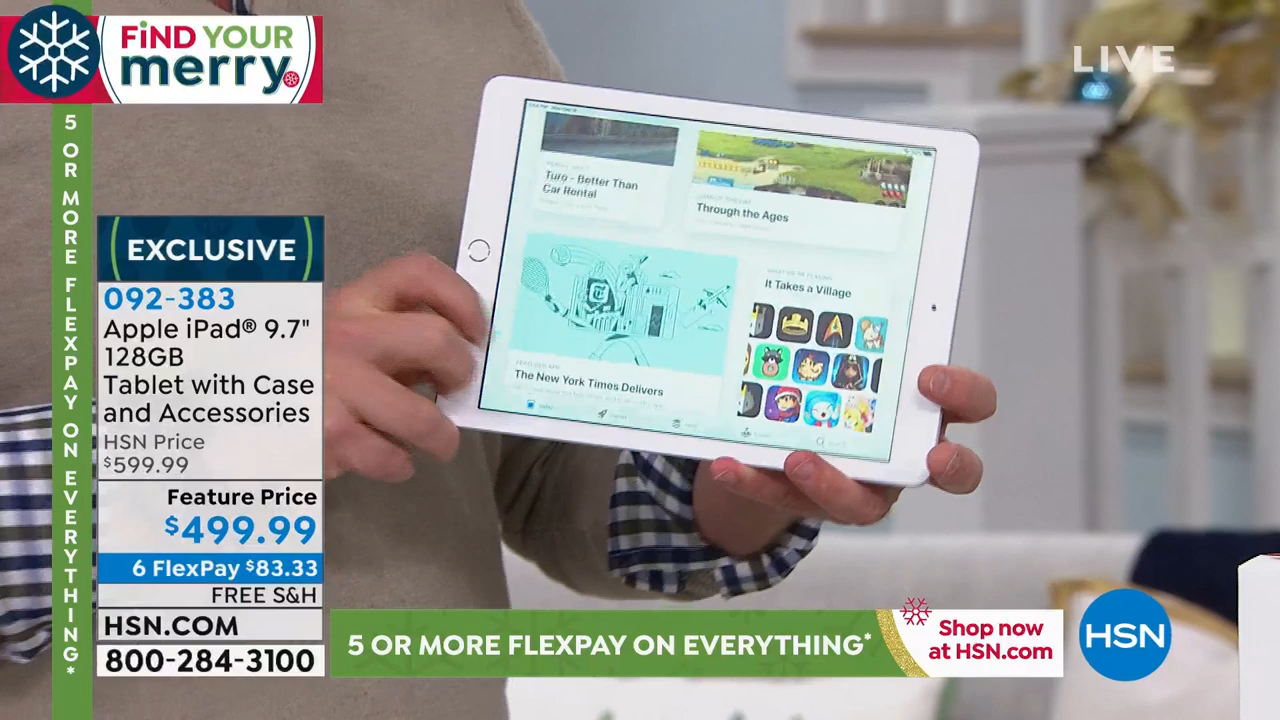 FiND YOUR
merry
LIVE
5 OR MORE FLEXPAY ON EVERYTHING*
EXCLUSIVE
092-383
Apple iPad® 9.7"
128GB
Tablet with Case
and Accessories
HSN Price
$599.99
Feature Price
$499.99
6 FlexPay $83.33
FREE S&H
HSN.COM
800-284-3100
Turo - Better Than
Car Rental
Through the Ages
It Takes a Village
The New York Times Delivers
Today
5 OR MORE FLEXPAY ON EVERYTHING*
Shop now
at HSN.com
HSN